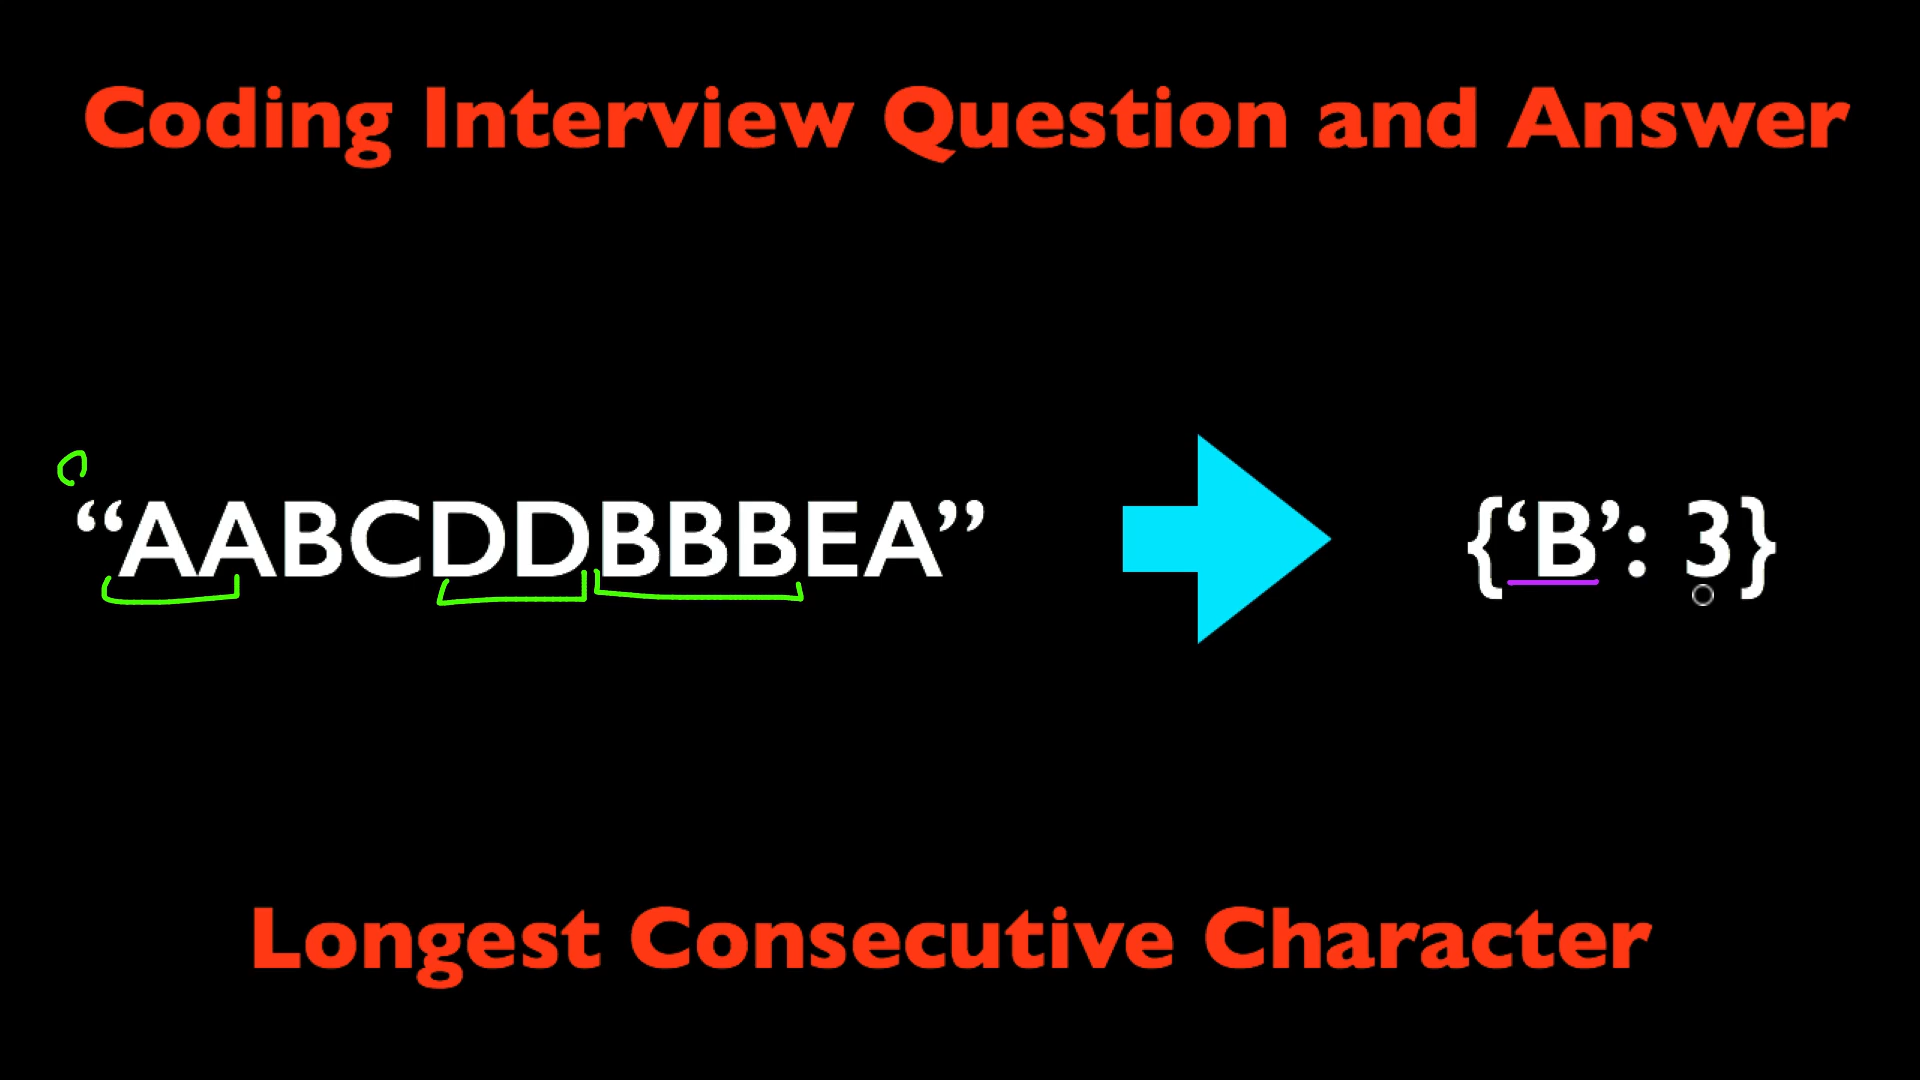 Coding Interview Question and Answer
“AABCDDBBBEA”
{‘B’: 3}
Longest Consecutive Character